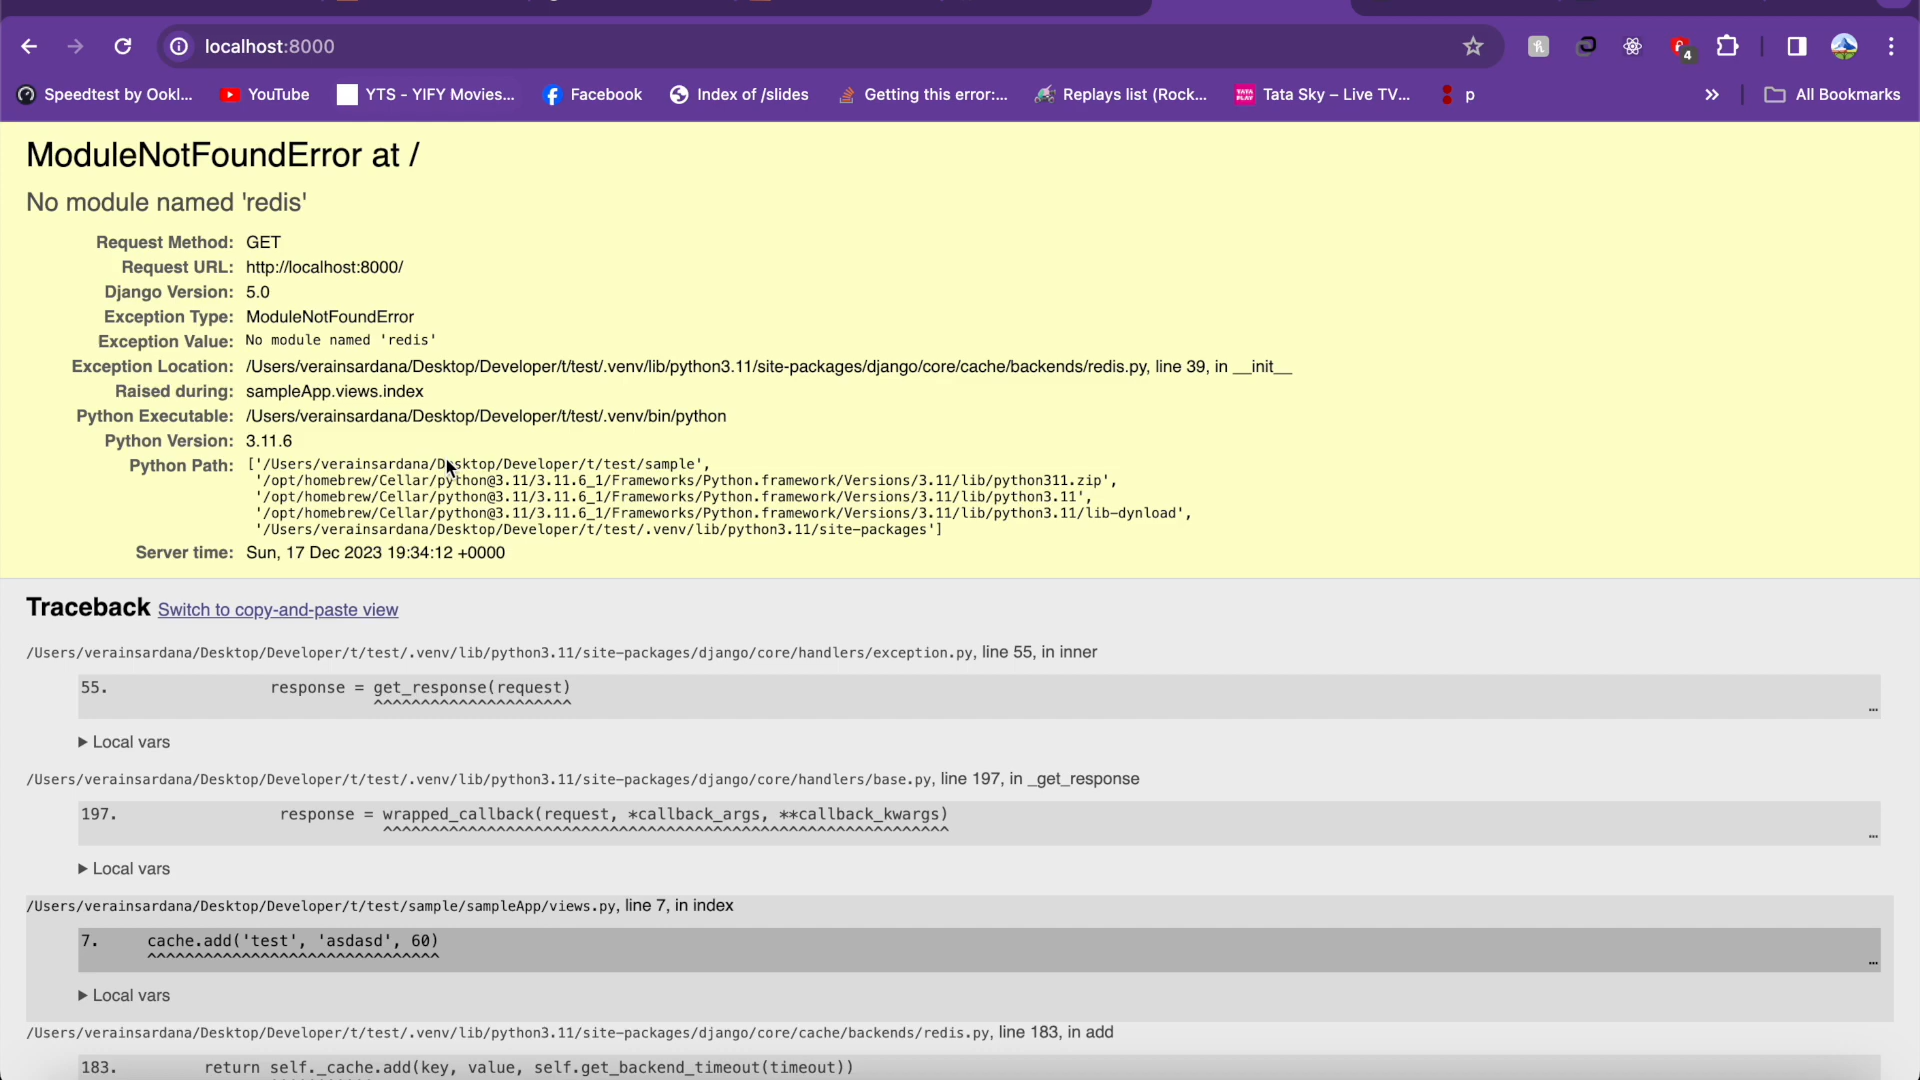 localhost:8000
4
Speedtest by Ookl...
YouTube
YTS - YIFY Movies...
Facebook
Index of /slides
Getting this error:...
Replays list (Rock...
TATA PLAY
Tata Sky – Live TV...
p
All Bookmarks
ModuleNotFoundError at /
No module named 'redis'
Request Method: GET
Request URL: http://localhost:8000/
Django Version: 5.0
Exception Type: ModuleNotFoundError
Exception Value: No module named 'redis'
Exception Location: /Users/verainsardana/Desktop/Developer/t/test/.venv/lib/python3.11/site-packages/django/core/cache/backends/redis.py, line 39, in __init__
Raised during: sampleApp.views.index
Python Executable: /Users/verainsardana/Desktop/Developer/t/test/.venv/bin/python
Python Version: 3.11.6
Python Path: ['/Users/verainsardana/Desktop/Developer/t/test/sample',
'/opt/homebrew/Cellar/python@3.11/3.11.6_1/Frameworks/Python.framework/Versions/3.11/lib/python311.zip',
'/opt/homebrew/Cellar/python@3.11/3.11.6_1/Frameworks/Python.framework/Versions/3.11/lib/python3.11',
'/opt/homebrew/Cellar/python@3.11/3.11.6_1/Frameworks/Python.framework/Versions/3.11/lib/python3.11/lib-dynload',
'/Users/verainsardana/Desktop/Developer/t/test/.venv/lib/python3.11/site-packages']
Server time: Sun, 17 Dec 2023 19:34:12 +0000
Traceback Switch to copy-and-paste view
/Users/verainsardana/Desktop/Developer/t/test/.venv/lib/python3.11/site-packages/django/core/handlers/exception.py, line 55, in inner
55. response = get_response(request)
^^^^^^^^^^^^^^^^^^^^^
…
Local vars
/Users/verainsardana/Desktop/Developer/t/test/.venv/lib/python3.11/site-packages/django/core/handlers/base.py, line 197, in _get_response
197. response = wrapped_callback(request, *callback_args, **callback_kwargs)
^^^^^^^^^^^^^^^^^^^^^^^^^^^^^^^^^^^^^^^^^^^^^^^^^^^^^^^^^^^^
…
Local vars
/Users/verainsardana/Desktop/Developer/t/test/sample/sampleApp/views.py, line 7, in index
7. cache.add('test', 'asdasd', 60)
^^^^^^^^^^^^^^^^^^^^^^^^^^^^^^^
…
Local vars
/Users/verainsardana/Desktop/Developer/t/test/.venv/lib/python3.11/site-packages/django/core/cache/backends/redis.py, line 183, in add
183. return self._cache.add(key, value, self.get_backend_timeout(timeout))